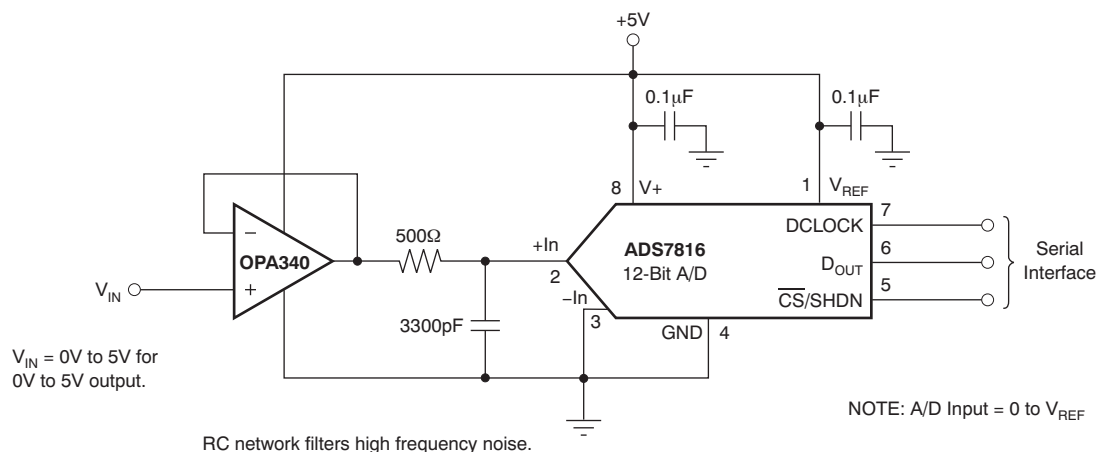 +5V
0.1μF
0.1μF
8
V+
1
VREF
−
OPA340
+
VIN
500Ω
+In
2
−In
3
ADS7816
12-Bit A/D
DCLOCK
7
DOUT
6
CS/SHDN
5
Serial
Interface
GND
4
3300pF
VIN = 0V to 5V for
0V to 5V output.
NOTE: A/D Input = 0 to VREF
RC network filters high frequency noise.